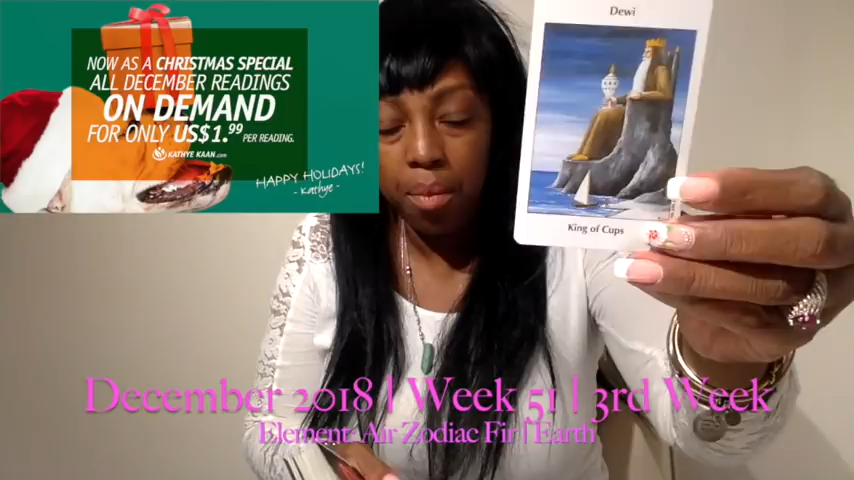 NOW AS A CHRISTMAS SPECIAL
ALL DECEMBER READINGS
ON DEMAND
FOR ONLY US$1.99 PER READING.
KATHYE KAAN.com
HAPPY HOLIDAYS!
- Kathye -
Dewi
King of Cups
December 2018 | Week 51 | 3rd Week
Element: Air Zodiac Fir | Earth